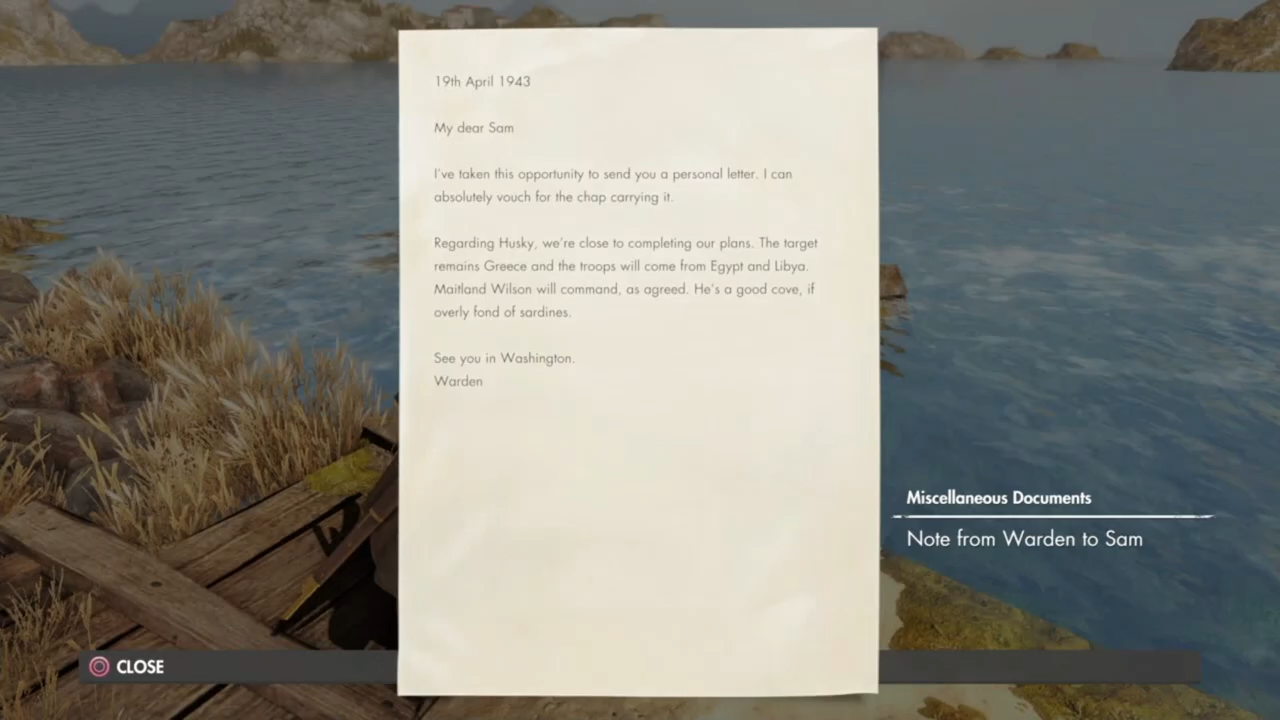 19th April 1943
My dear Sam
I've taken this opportunity to send you a personal letter. I can
absolutely vouch for the chap carrying it.
Regarding Husky, we're close to completing our plans. The target
remains Greece and the troops will come from Egypt and Libya.
Maitland Wilson will command, as agreed. He's a good cove, if
overly fond of sardines.
See you in Washington.
Warden
Miscellaneous Documents
Note from Warden to Sam
CLOSE